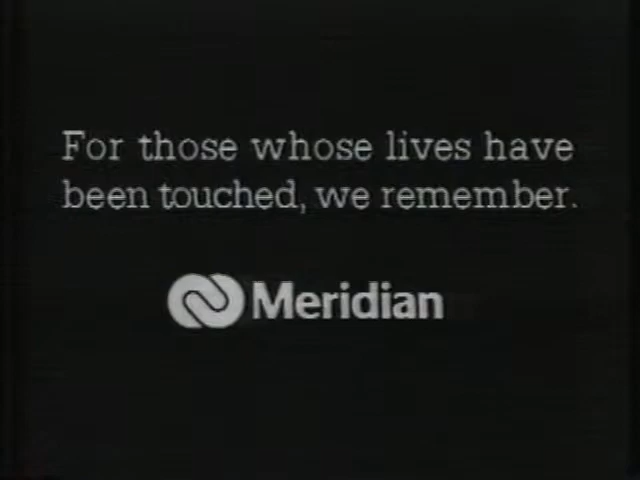 For those whose lives have
been touched, we remember.
Meridian